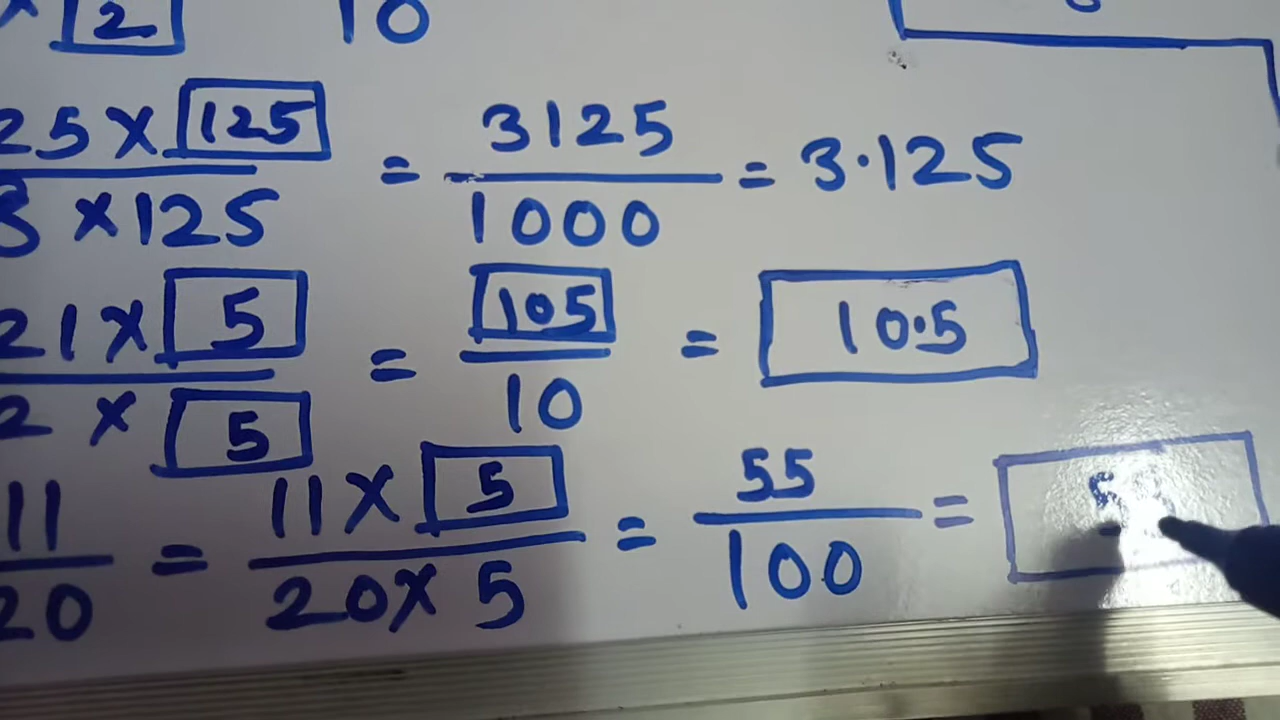 × 2 10
25 × 125 / 8 × 125 = 3125 / 1000 = 3.125
21 × 5 / 2 × 5 = 105 / 10 = 10.5
11 / 20 = 11 × 5 / 20 × 5 = 55 / 100 =